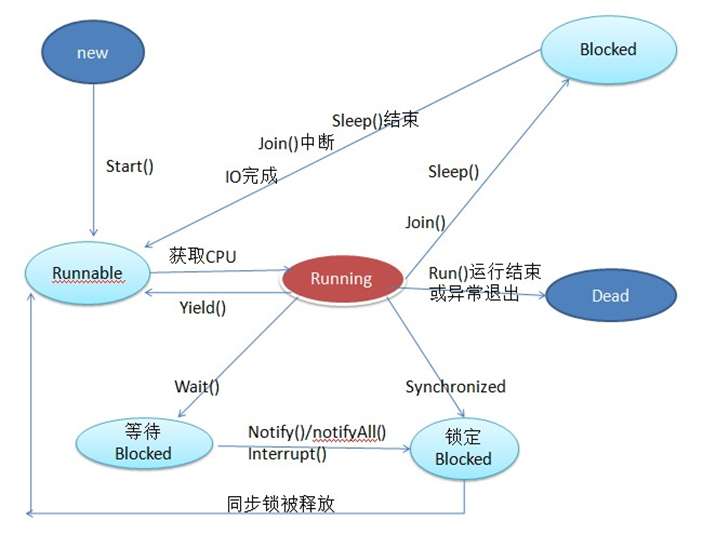 new
Blocked
Sleep()结束
Join()中断
IO完成
Start()
Sleep()
Join()
获取CPU
Runnable
Running
Run()运行结束
或异常退出
Dead
Yield()
Wait()
Synchronized
等待
Blocked
Notify()/notifyAll()
Interrupt()
锁定
Blocked
同步锁被释放